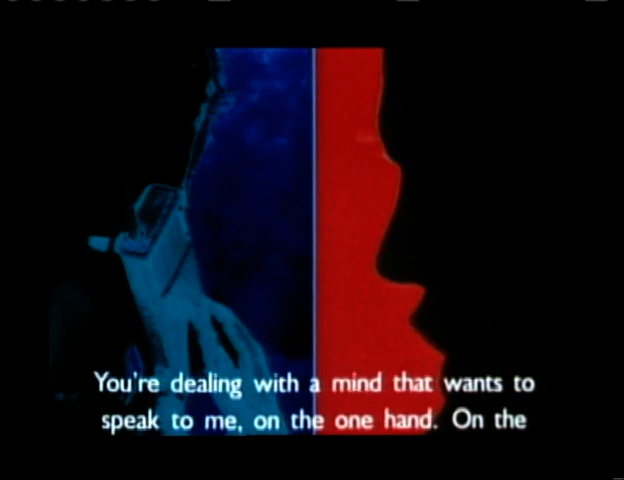 You're dealing with a mind that wants to
speak to me, on the one hand. On the